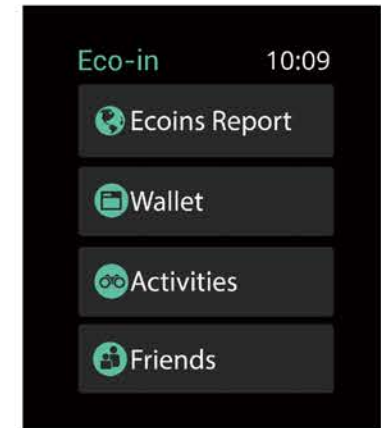 Eco-in 10:09
Ecoins Report
Wallet
Activities
Friends